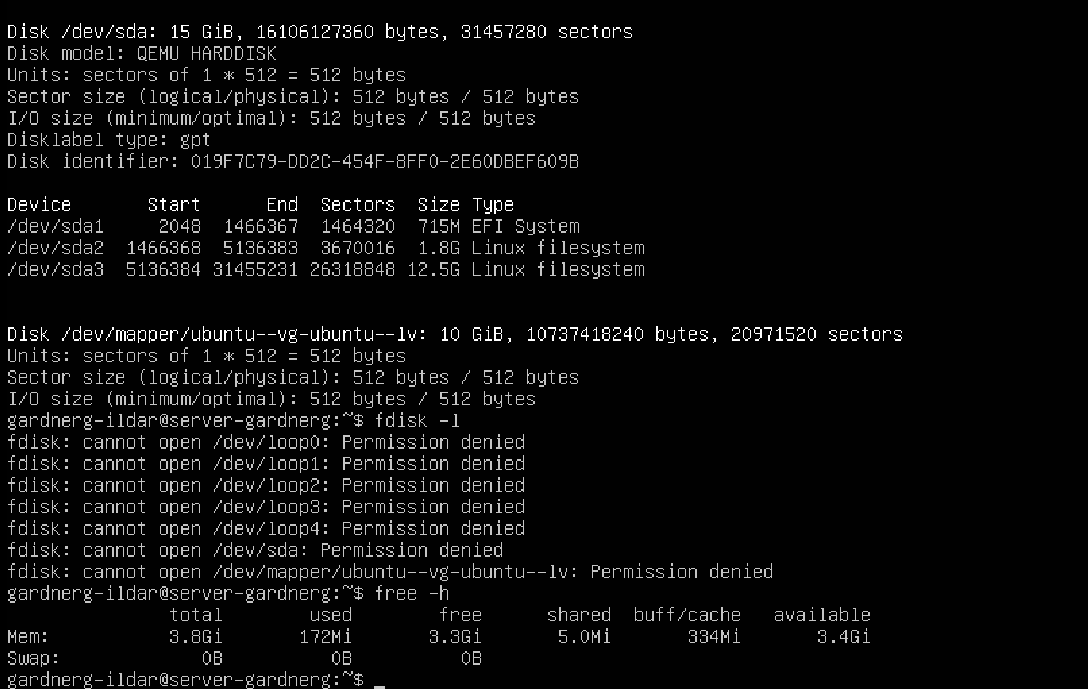 Disk /dev/sda: 15 GiB, 16106127360 bytes, 31457280 sectors
Disk model: QEMU HARDDISK
Units: sectors of 1 * 512 = 512 bytes
Sector size (logical/physical): 512 bytes / 512 bytes
I/O size (minimum/optimal): 512 bytes / 512 bytes
Disklabel type: gpt
Disk identifier: 019F7C79-DD2C-454F-8FF0-2E60DBEF609B

Device       Start      End  Sectors  Size Type
/dev/sda1     2048  1466367  1464320  715M EFI System
/dev/sda2  1466368  5136383  3670016  1.8G Linux filesystem
/dev/sda3  5136384 31455231 26318848 12.5G Linux filesystem

Disk /dev/mapper/ubuntu--vg-ubuntu--lv: 10 GiB, 10737418240 bytes, 20971520 sectors
Units: sectors of 1 * 512 = 512 bytes
Sector size (logical/physical): 512 bytes / 512 bytes
I/O size (minimum/optimal): 512 bytes / 512 bytes
gardnerg-ildar@server-gardnerg:~$ fdisk -l
fdisk: cannot open /dev/loop0: Permission denied
fdisk: cannot open /dev/loop1: Permission denied
fdisk: cannot open /dev/loop2: Permission denied
fdisk: cannot open /dev/loop3: Permission denied
fdisk: cannot open /dev/loop4: Permission denied
fdisk: cannot open /dev/sda: Permission denied
fdisk: cannot open /dev/mapper/ubuntu--vg-ubuntu--lv: Permission denied
gardnerg-ildar@server-gardnerg:~$ free -h
               total        used        free      shared  buff/cache   available
Mem:           3.8Gi       172Mi       3.3Gi       5.0Mi       334Mi       3.4Gi
Swap:             0B          0B          0B
gardnerg-ildar@server-gardnerg:~$ _